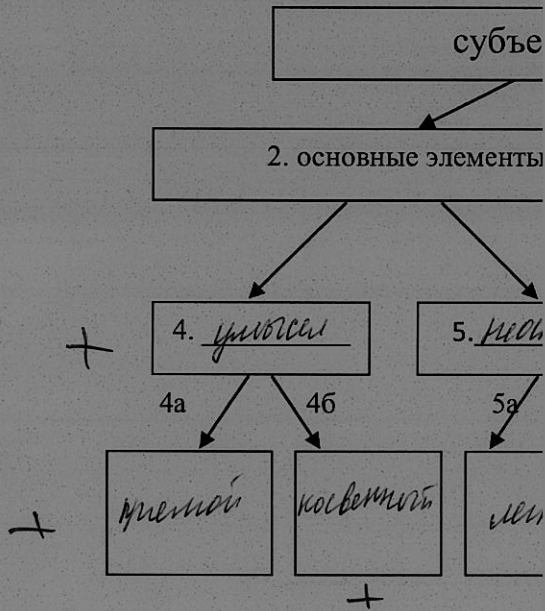 субъе
2. основные элементы
+ 4. умысел 5. неос
4а 4б 5а
+ прямой косвенный лег
+